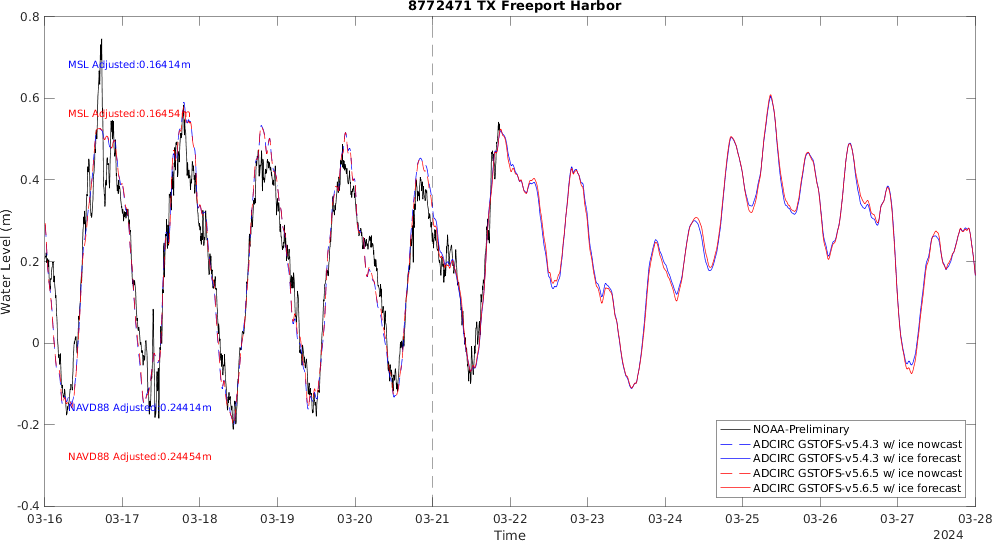 8772471 TX Freeport Harbor
0.8
0.6
0.4
0.2
0
-0.2
-0.4
Water Level (m)
MSL Adjusted:0.16414m
MSL Adjusted:0.16454m
NAVD88 Adjusted:0.24414m
NAVD88 Adjusted:0.24454m
NOAA-Preliminary
ADCIRC GSTOFS-v5.4.3 w/ ice nowcast
ADCIRC GSTOFS-v5.4.3 w/ ice forecast
ADCIRC GSTOFS-v5.6.5 w/ ice nowcast
ADCIRC GSTOFS-v5.6.5 w/ ice forecast
03-16 03-17 03-18 03-19 03-20 03-21 03-22 03-23 03-24 03-25 03-26 03-27 03-28
Time
2024